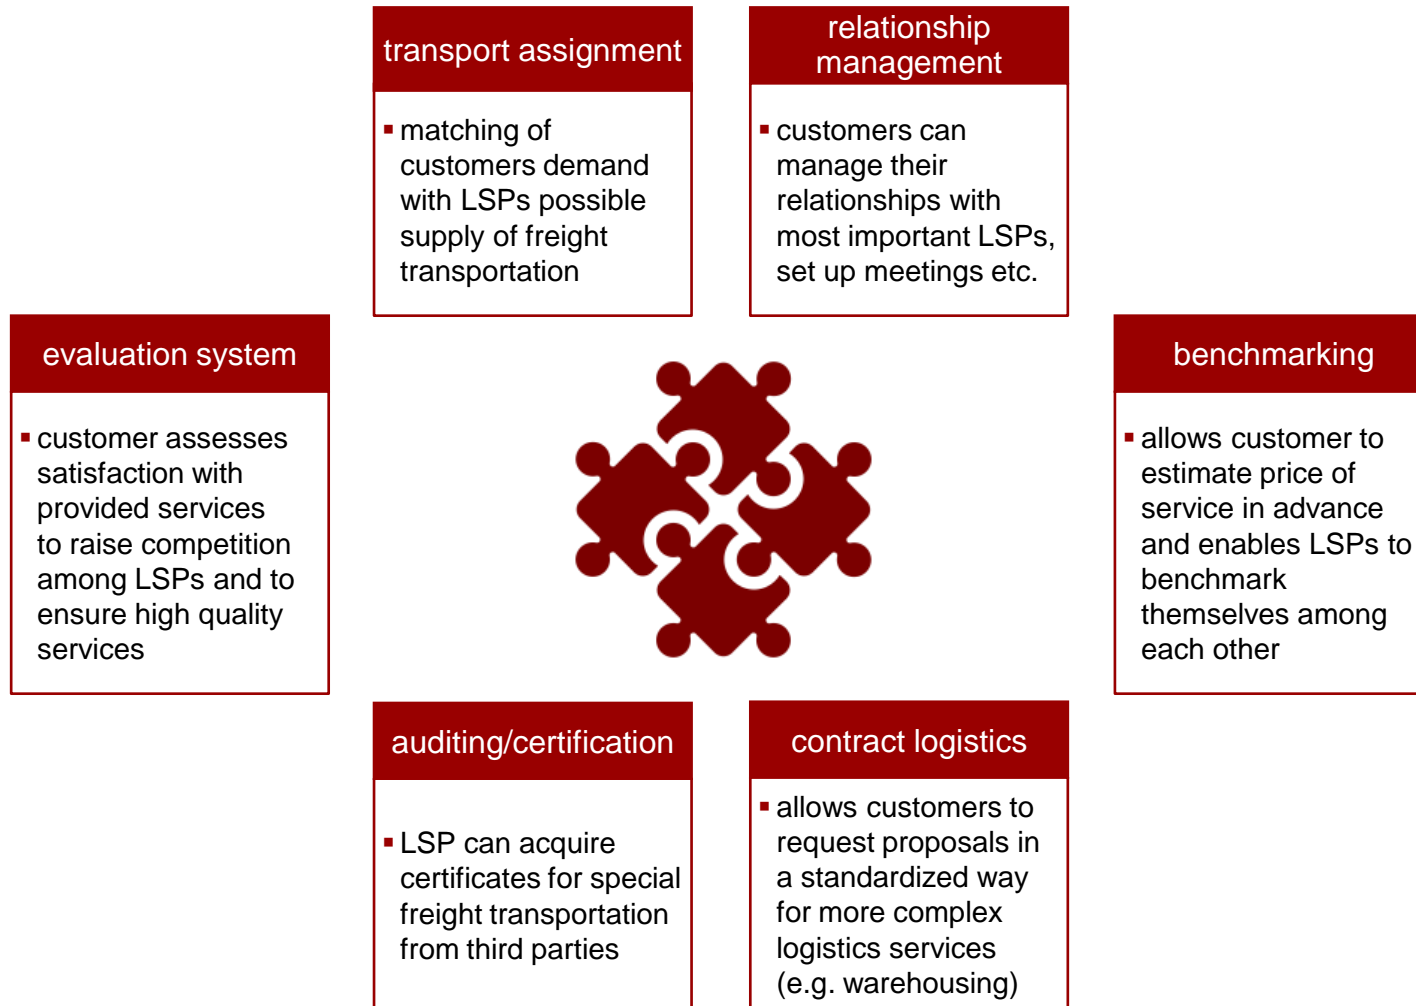 transport assignment
▪ matching of
customers demand
with LSPs possible
supply of freight
transportation
relationship
management
▪ customers can
manage their
relationships with
most important LSPs,
set up meetings etc.
evaluation system
▪ customer assesses
satisfaction with
provided services
to raise competition
among LSPs and to
ensure high quality
services
benchmarking
▪ allows customer to
estimate price of
service in advance
and enables LSPs to
benchmark
themselves among
each other
auditing/certification
▪ LSP can acquire
certificates for special
freight transportation
from third parties
contract logistics
▪ allows customers to
request proposals in
a standardized way
for more complex
logistics services
(e.g. warehousing)